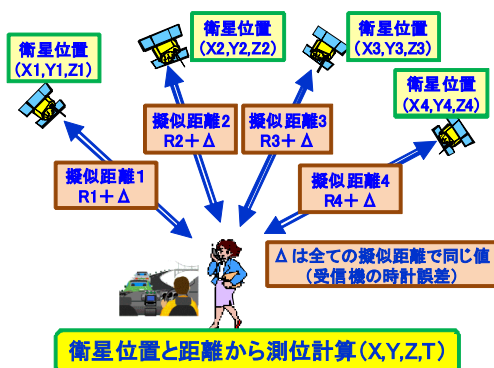 衛星位置
(X1,Y1,Z1)
衛星位置
(X2,Y2,Z2)
衛星位置
(X3,Y3,Z3)
衛星位置
(X4,Y4,Z4)
擬似距離1
R1+Δ
擬似距離2
R2+Δ
擬似距離3
R3+Δ
擬似距離4
R4+Δ
Δは全ての擬似距離で同じ値
(受信機の時計誤差)
衛星位置と距離から測位計算(X,Y,Z,T)